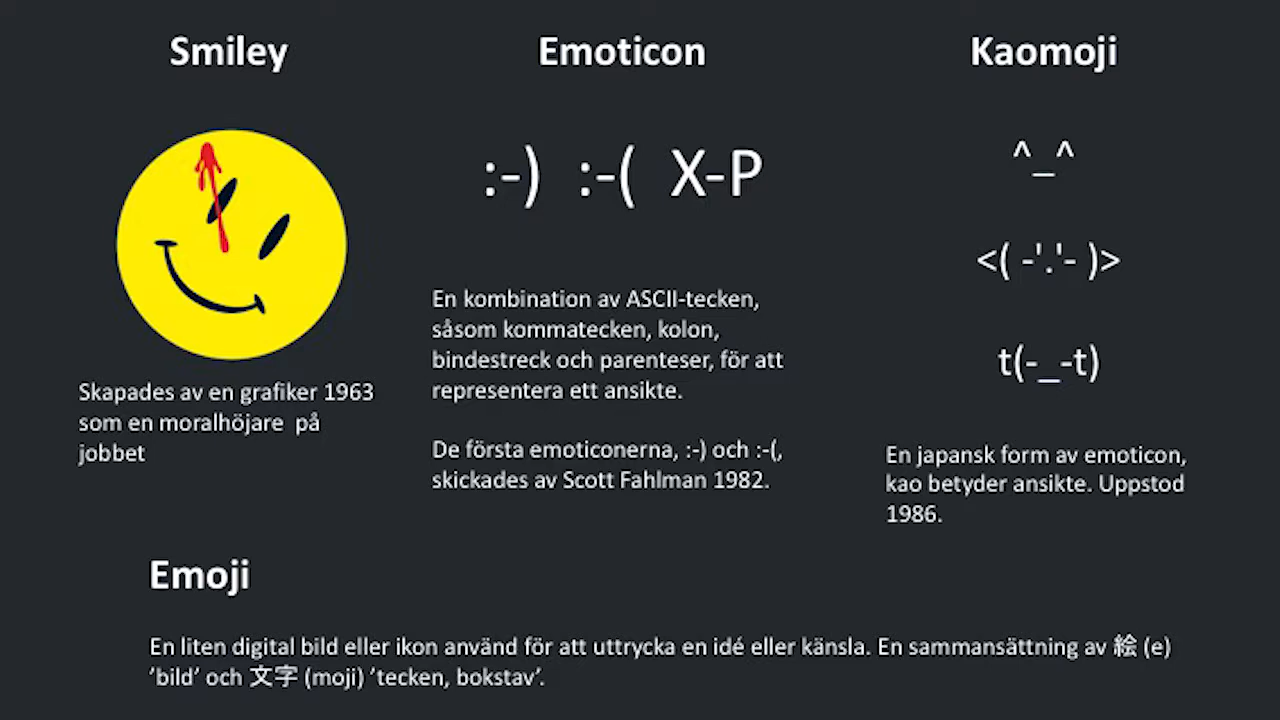 Smiley
Skapades av en grafiker 1963
som en moralhöjare på
jobbet
Emoticon
:-) :-( X-P
En kombination av ASCII-tecken,
såsom kommatecken, kolon,
bindestreck och parenteser, för att
representera ett ansikte.
De första emoticonerna, :-) och :-(,
skickades av Scott Fahlman 1982.
Kaomoji
^_^
<( -'.'- )>
t(-_-t)
En japansk form av emoticon,
kao betyder ansikte. Uppstod
1986.
Emoji
En liten digital bild eller ikon använd för att uttrycka en idé eller känsla. En sammansättning av 絵 (e)
’bild’ och 文字 (moji) ’tecken, bokstav’.